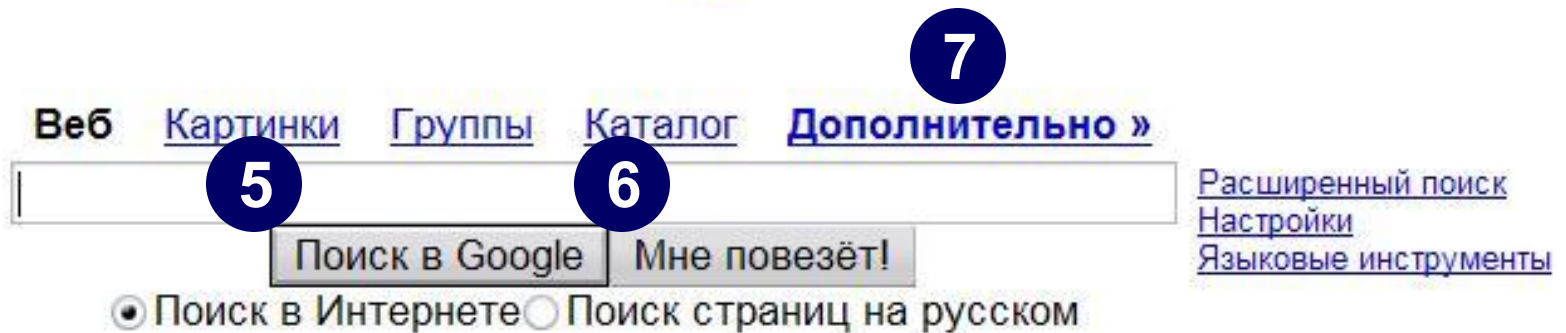 7
Веб Картинки Группы Каталог Дополнительно »
5 6
Расширенный поиск
Настройки
Языковые инструменты
Поиск в Google Мне повезёт!
Поиск в Интернете Поиск страниц на русском